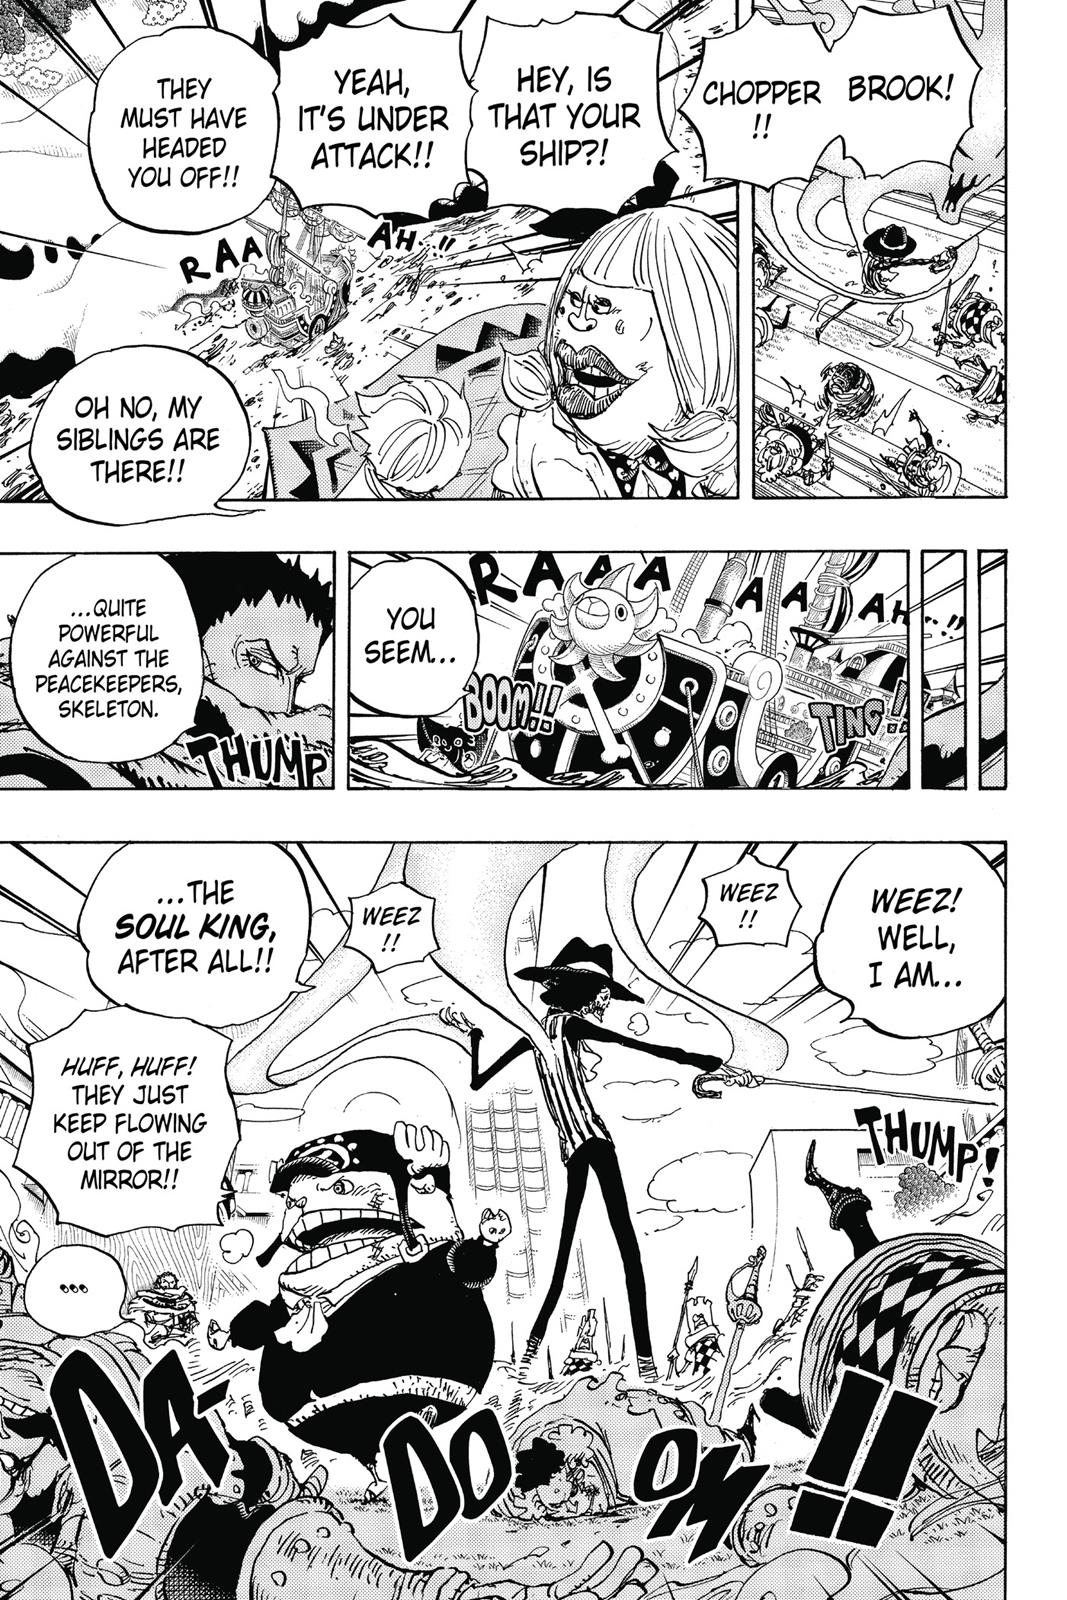 CHOPPER BROOK!
!!
HEY, IS
THAT YOUR
SHIP?!
YEAH,
IT'S UNDER
ATTACK!!
THEY
MUST HAVE
HEADED
YOU OFF!!
RAA
AH...!!
OH NO, MY
SIBLINGS ARE
THERE!!
RAAAA
AAAH...!!
BOOM!!
TING!!
YOU
SEEM...
...QUITE
POWERFUL
AGAINST THE
PEACEKEEPERS,
SKELETON.
THUMP
WEEZ!
WELL,
I AM...
WEEZ
!!
WEEZ
!!
...THE
SOUL KING,
AFTER ALL!!
THUMP!
HUFF, HUFF!
THEY JUST
KEEP FLOWING
OUT OF THE
MIRROR!!
...
DA-
DOOM!!